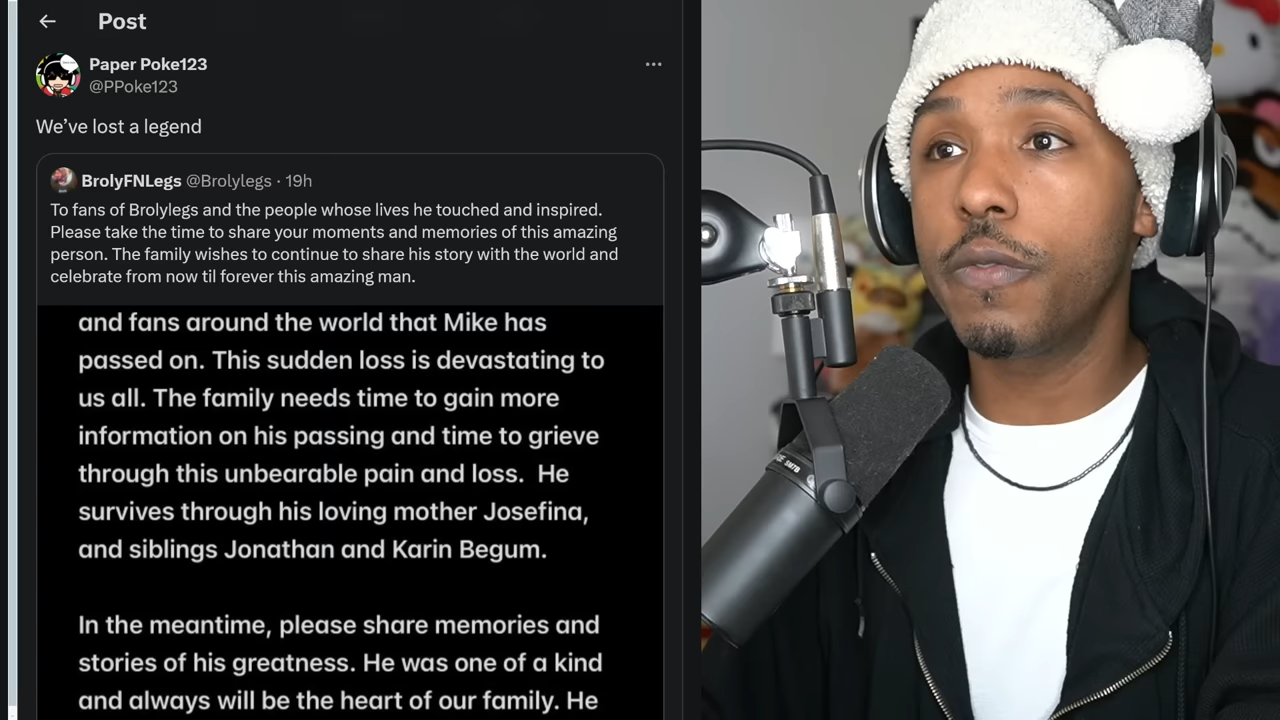 Post
Paper Poke123
@PPoke123
We’ve lost a legend
BrolyFNLegs @Brolylegs · 19h
To fans of Brolylegs and the people whose lives he touched and inspired.
Please take the time to share your moments and memories of this amazing
person. The family wishes to continue to share his story with the world and
celebrate from now til forever this amazing man.
and fans around the world that Mike has
passed on. This sudden loss is devastating to
us all. The family needs time to gain more
information on his passing and time to grieve
through this unbearable pain and loss.  He
survives through his loving mother Josefina,
and siblings Jonathan and Karin Begum.
In the meantime, please share memories and
stories of his greatness. He was one of a kind
and always will be the heart of our family. He
SM7B